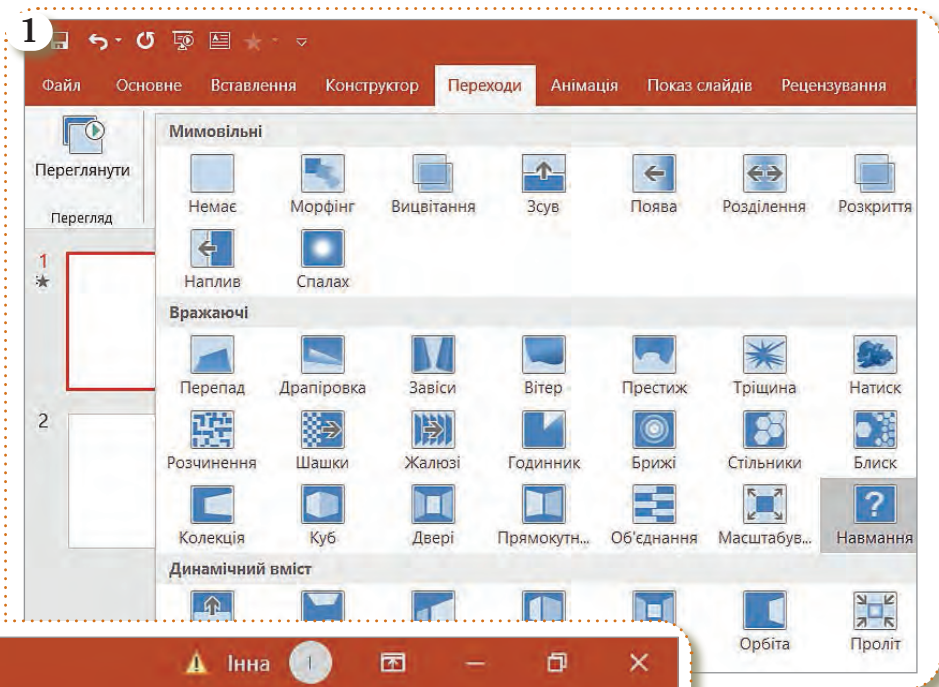 1
Файл Основне Вставлення Конструктор Переходи Анімація Показ слайдів Рецензування
Переглянути
Перегляд
Мимовільні
Немає Морфінг Вицвітання Зсув Поява Розділення Розкриття
Наплив Спалах
Вражаючі
Перепад Драпіровка Завіси Вітер Престиж Тріщина Натиск
Розчинення Шашки Жалюзі Годинник Брижі Стільники Блиск
Колекція Куб Двері Прямокутн... Об'єднання Масштабув... Навмання
Динамічний вміст
Орбіта Проліт
1
2
Інна І